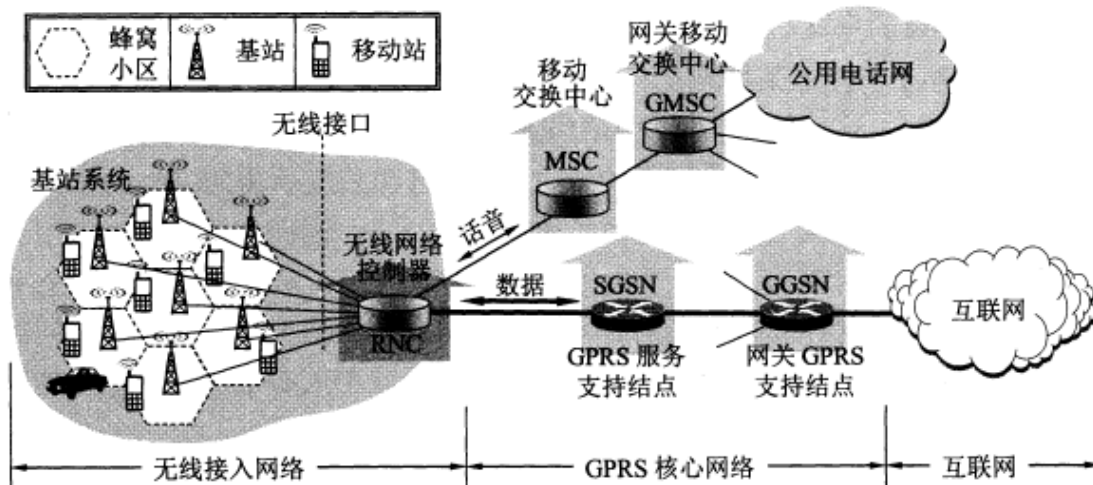 蜂窝
小区
基站
移动站
网关移动
交换中心
GMSC
公用电话网
移动
交换中心
MSC
无线接口
基站系统
无线网络
控制器
RNC
话音
数据
SGSN
GPRS 服务
支持结点
GGSN
网关 GPRS
支持结点
互联网
无线接入网络
GPRS 核心网络
互联网